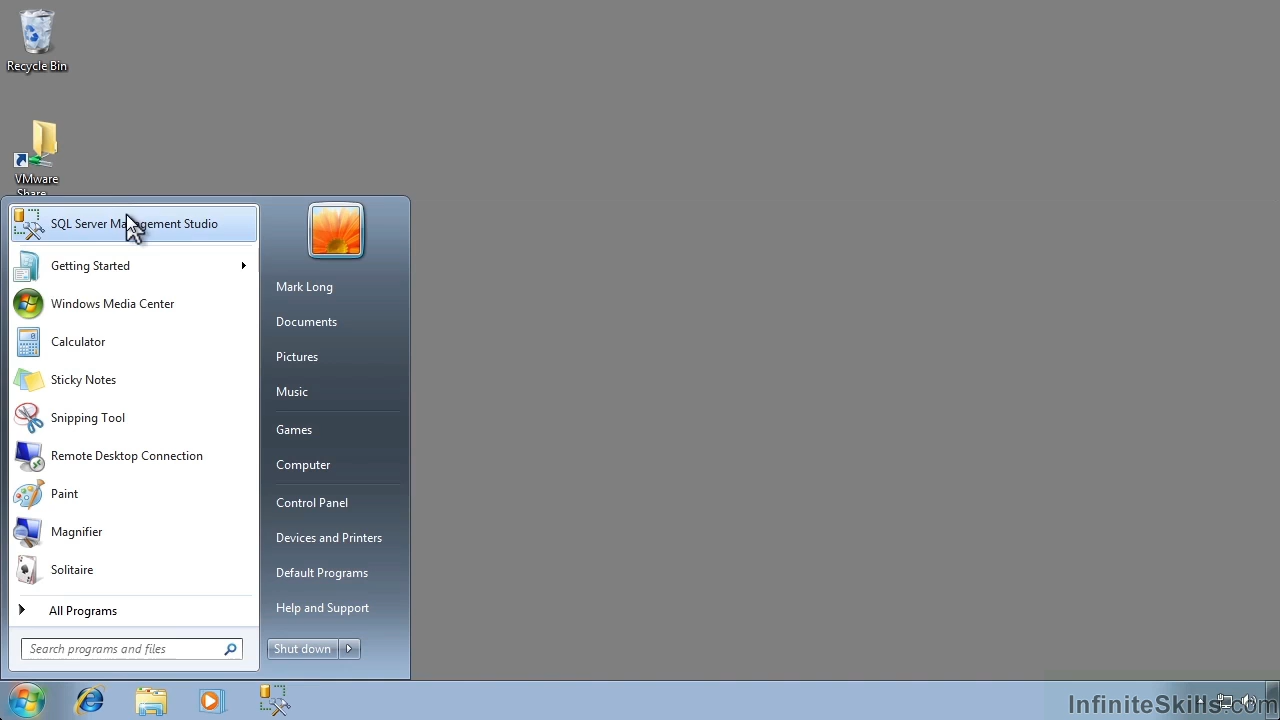 Recycle Bin
VMware
Share
SQL Server Management Studio
Getting Started
Windows Media Center
Calculator
Sticky Notes
Snipping Tool
Remote Desktop Connection
Paint
Magnifier
Solitaire
All Programs
Search programs and files
Mark Long
Documents
Pictures
Music
Games
Computer
Control Panel
Devices and Printers
Default Programs
Help and Support
Shut down
InfiniteSkills.com